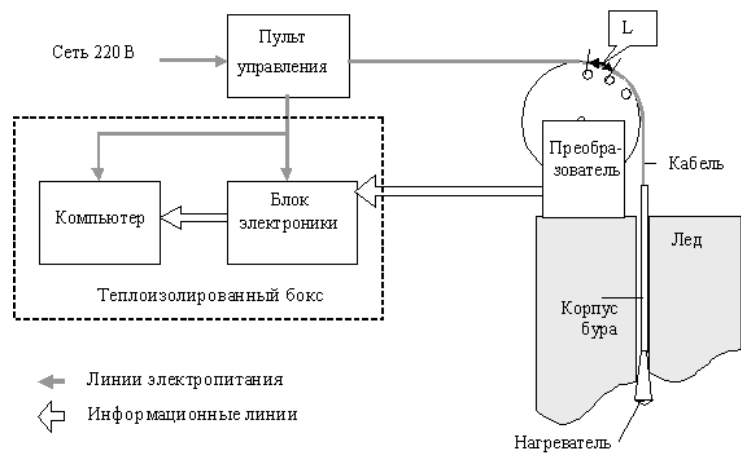 Сеть 220 В
Пульт
управления
L
Преобра-
зователь
Кабель
Компьютер
Блок
электроники
Лед
Теплоизолированный бокс
Корпус
бура
Линии электропитания
Информационные линии
Нагреватель